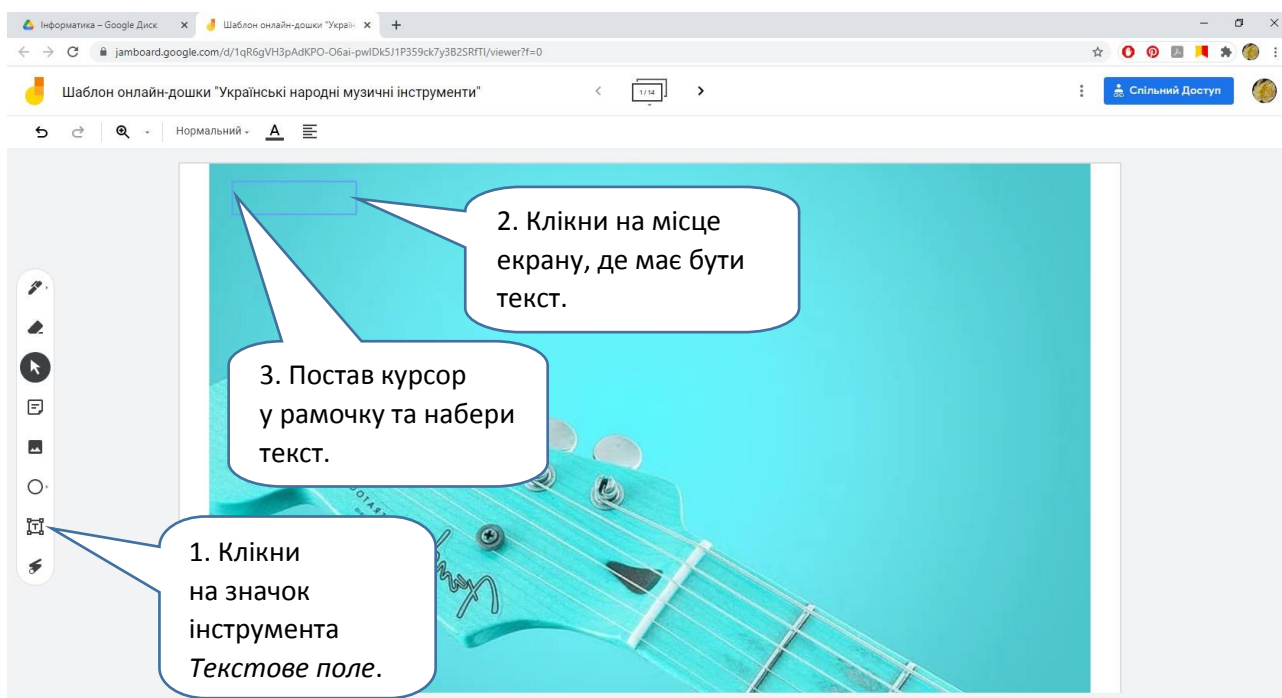 Інформатика – Google Диск
Шаблон онлайн-дошки "Україн
jamboard.google.com/d/1qR6gVH3pAdKPO-O6ai-pwIDk5J1P359ck7y3B2SRfTI/viewer?f=0
Шаблон онлайн-дошки "Українські народні музичні інструменти"
1/14
Спільний Доступ
Нормальний
A
2. Клікни на місце
екрану, де має бути
текст.
3. Постав курсор
у рамочку та набери
текст.
1. Клікни
на значок
інструмента
Текстове поле.